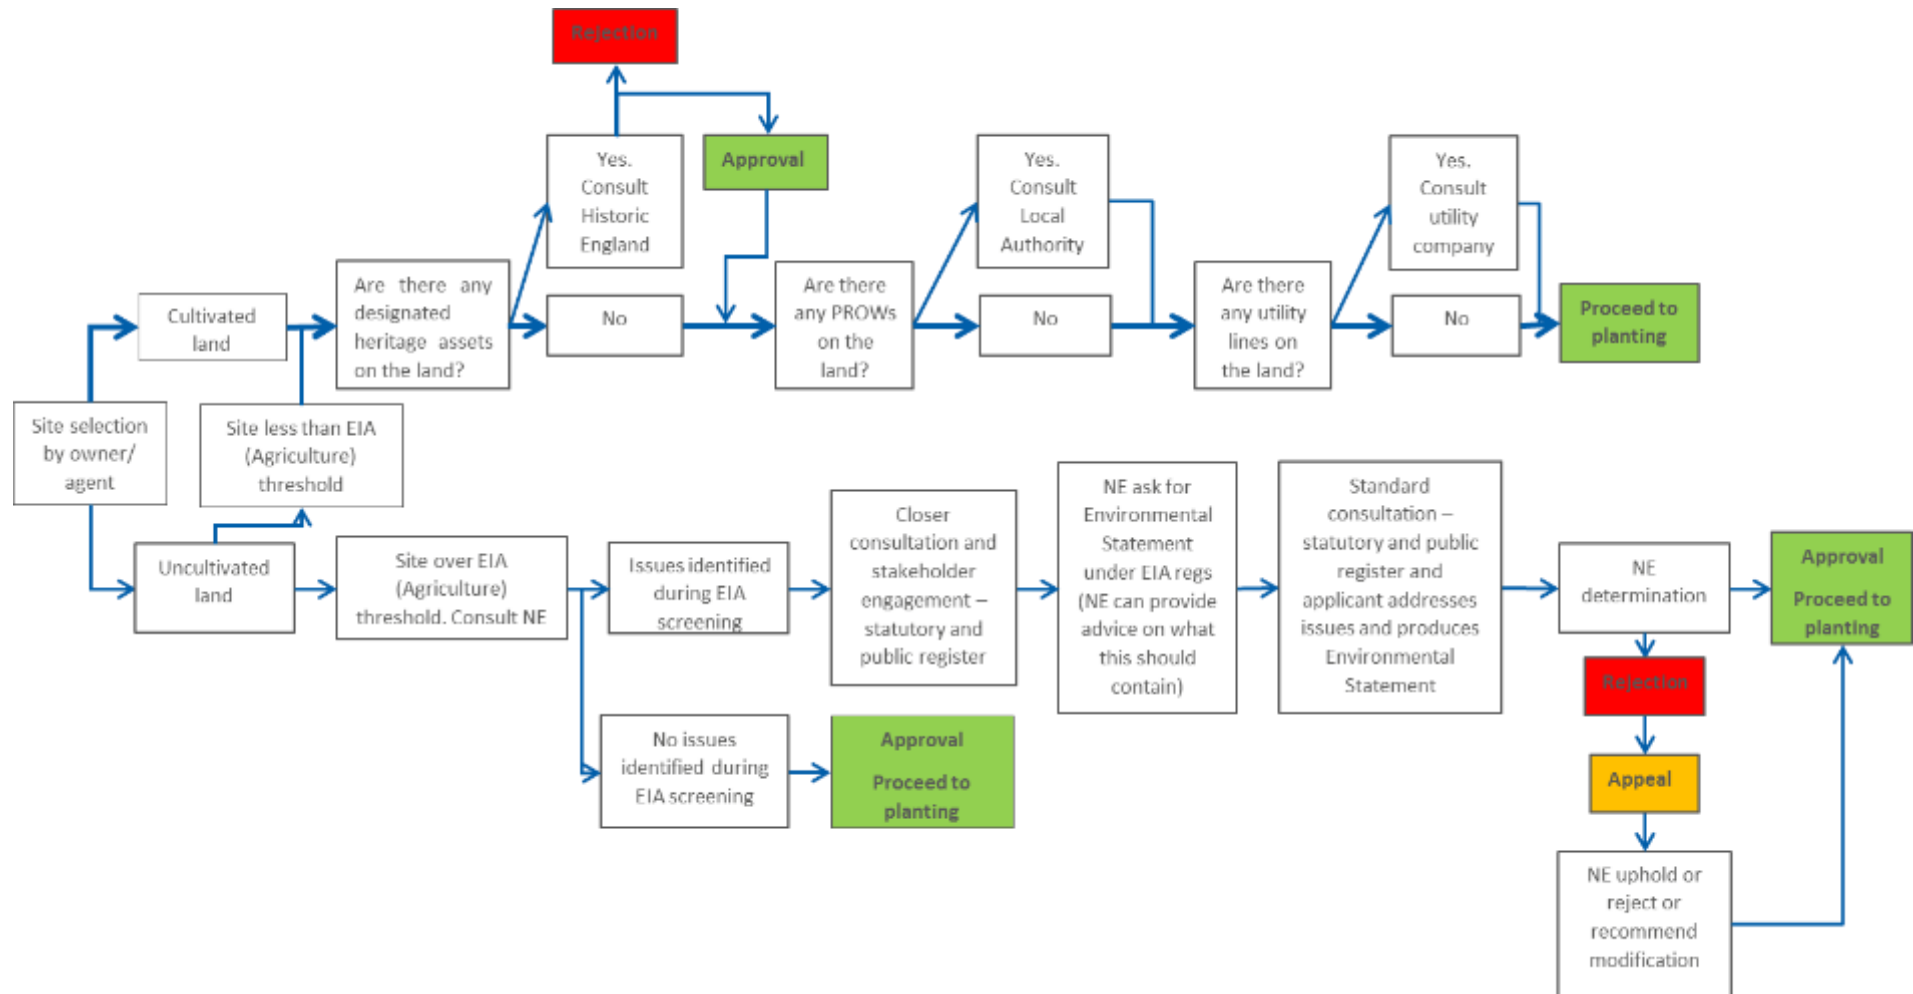 Rejection
Yes.
Consult
Historic
England
Approval
Yes.
Consult
Local
Authority
Yes.
Consult
utility
company
Cultivated
land
Are there any
designated
heritage assets
on the land?
No
Are there
any PROWs
on the
land?
No
Are there
any utility
lines on
the land?
No
Proceed to
planting
Site selection
by owner/
agent
Site less than EIA
(Agriculture)
threshold
Uncultivated
land
Site over EIA
(Agriculture)
threshold. Consult NE
Issues identified
during EIA
screening
Closer
consultation and
stakeholder
engagement –
statutory and
public register
NE ask for
Environmental
Statement
under EIA regs
(NE can provide
advice on what
this should
contain)
Standard
consultation –
statutory and public
register and
applicant addresses
issues and produces
Environmental
Statement
NE
determination
Approval
Proceed to
planting
Rejection
No issues
identified during
EIA screening
Approval
Proceed to
planting
Appeal
NE uphold or
reject or
recommend
modification